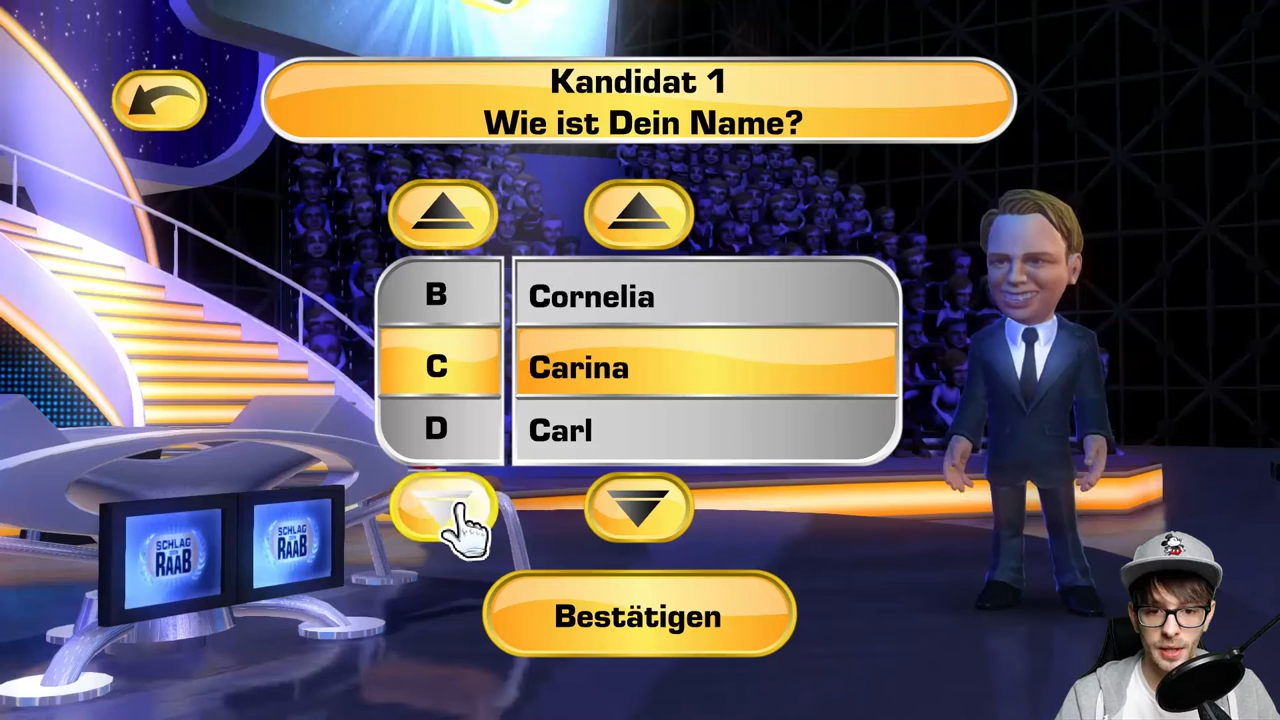 Kandidat 1
Wie ist Dein Name?
B
Cornelia
C
Carina
D
Carl
SCHLAG
RAAB
SCHLAG
RAAB
Bestätigen